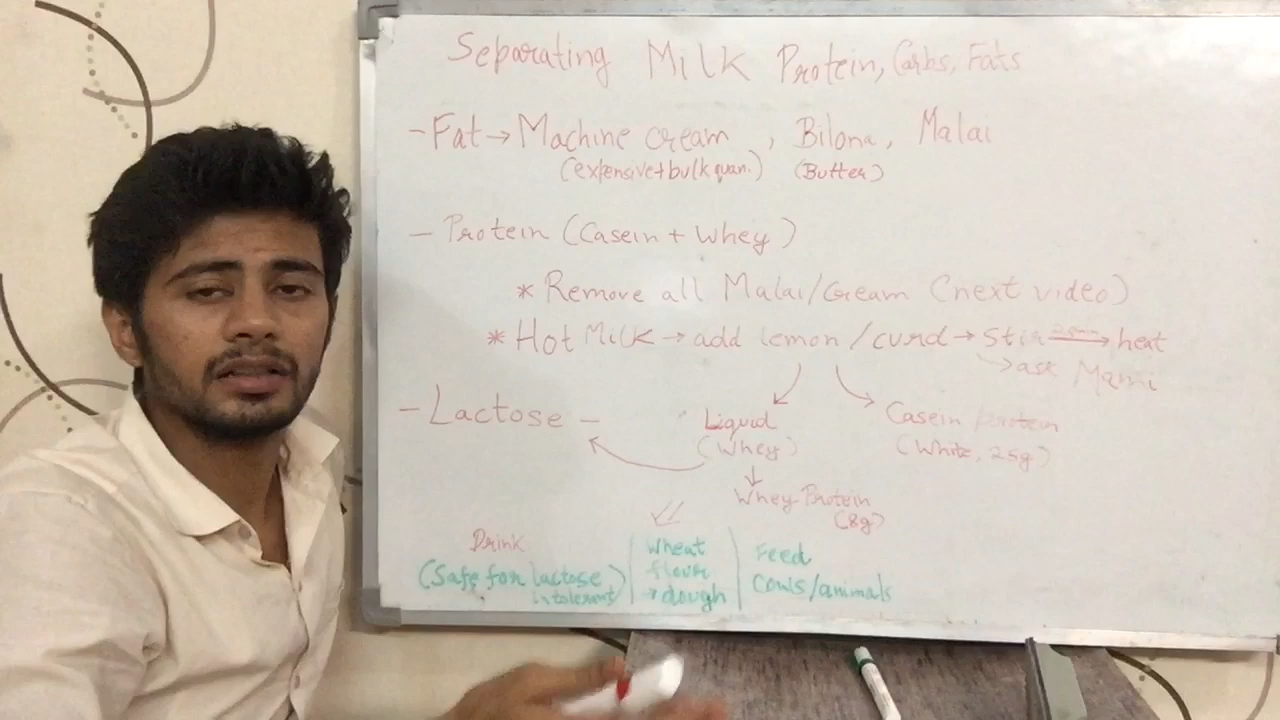 Separating Milk Protein, Carbs, Fats
- Fat → Machine cream , Bilona, Malai
(expensive+bulk quan.) (Butter)
- Protein (Casein + Whey)
* Remove all Malai/Cream (next video)
* Hot Milk → add lemon / curd → Stir → heat
→ ask Mami
- Lactose -
Liquid
(Whey)
Casein protein
(White, 25g)
Whey Protein
(8g)
Drink
(Safe for lactose intolerant)
Wheat
flour
→ dough
Feed
Cows/animals